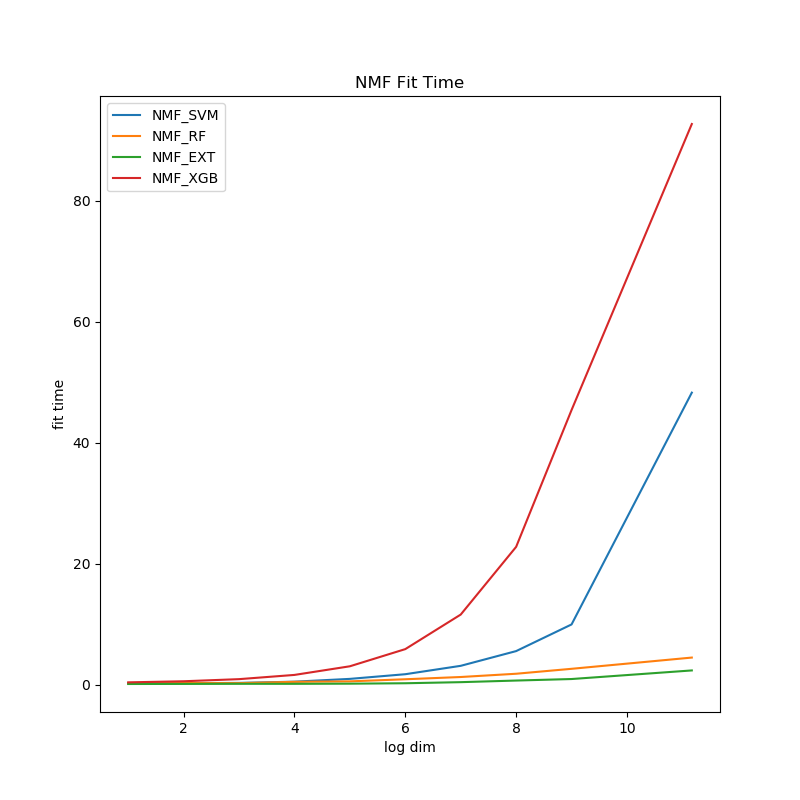 NMF Fit Time
NMF_SVM
NMF_RF
NMF_EXT
NMF_XGB
80
60
40
20
0
fit time
2 4 6 8 10
log dim